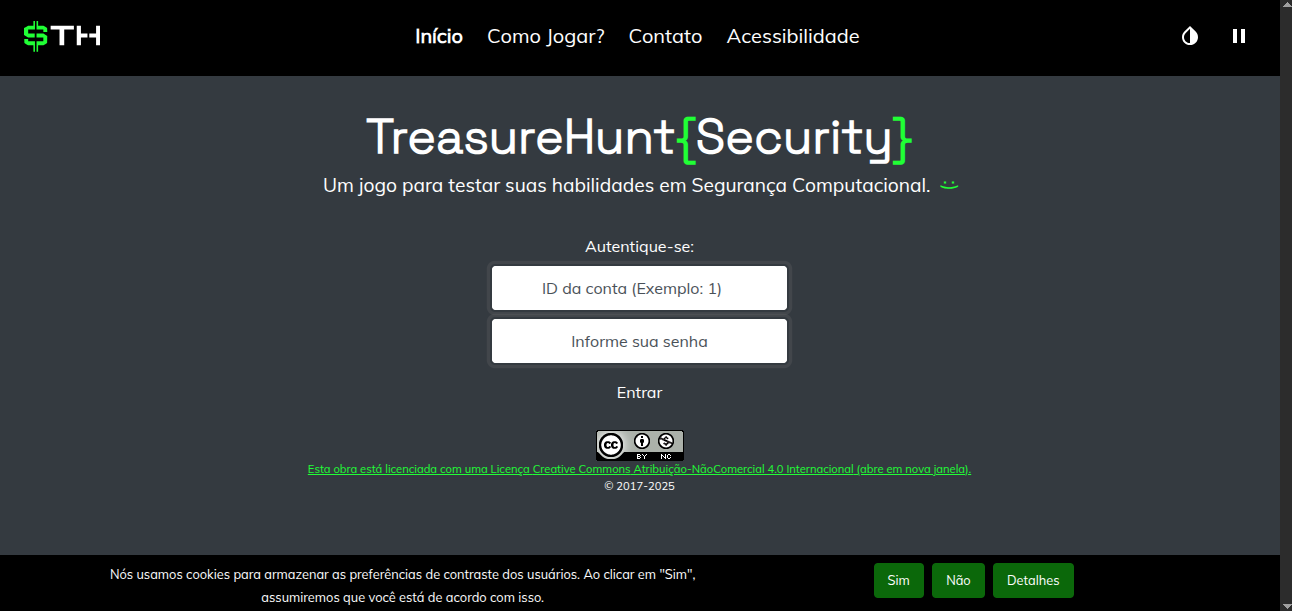 $TH
Início Como Jogar? Contato Acessibilidade
TreasureHunt{Security}
Um jogo para testar suas habilidades em Segurança Computacional.
Autentique-se:
ID da conta (Exemplo: 1)
Informe sua senha
Entrar
cc BY NC
Esta obra está licenciada com uma Licença Creative Commons Atribuição-NãoComercial 4.0 Internacional (abre em nova janela).
© 2017-2025
Nós usamos cookies para armazenar as preferências de contraste dos usuários. Ao clicar em "Sim",
assumiremos que você está de acordo com isso.
Sim Não Detalhes